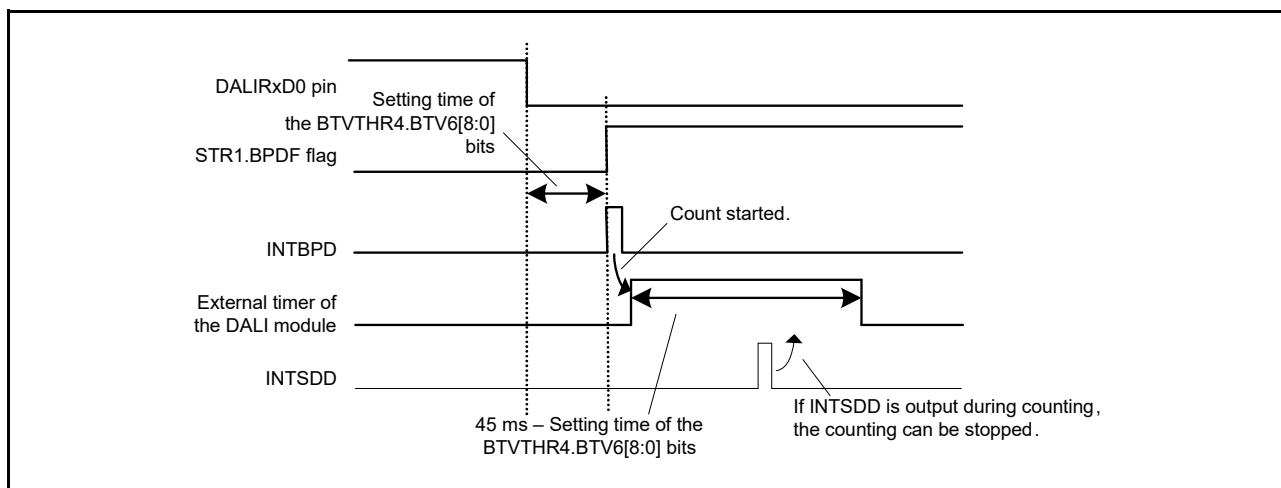 DALIRxD0 pin
Setting time of
the BTVTHR4.BTV6[8:0]
bits
STR1.BPDF flag
Count started.
INTBPD
External timer of
the DALI module
INTSDD
If INTSDD is output during counting,
the counting can be stopped.
45 ms – Setting time of the
BTVTHR4.BTV6[8:0] bits